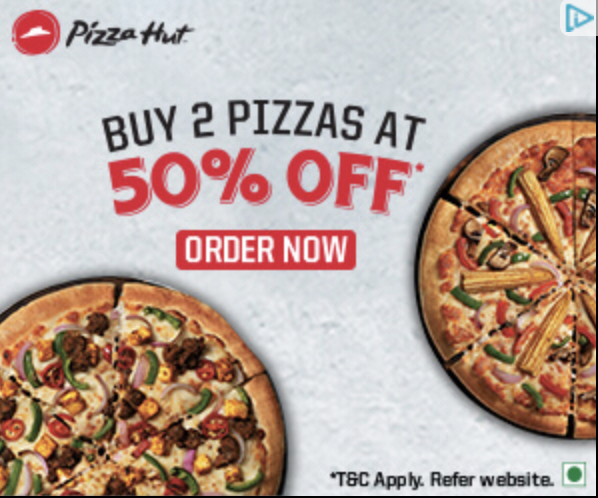 Pizza Hut
BUY 2 PIZZAS AT
50% OFF*
ORDER NOW
*T&C Apply. Refer website.